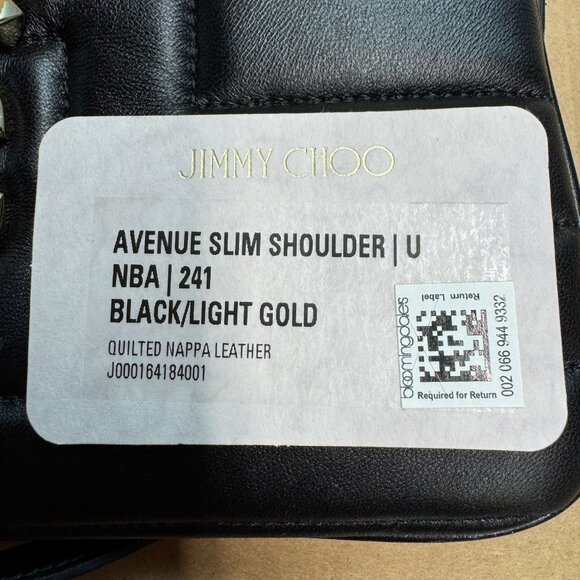 JIMMY CHOO
AVENUE SLIM SHOULDER | U
NBA | 241
BLACK/LIGHT GOLD
QUILTED NAPPA LEATHER
J000164184001
bloomingdales
Return Label
Required for Return
002 066 944 9332